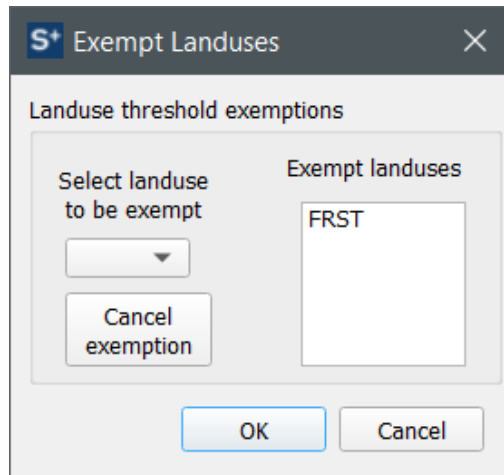 S+ Exempt Landuses
Landuse threshold exemptions
Select landuse
to be exempt
Exempt landuses
FRST
Cancel
exemption
OK
Cancel